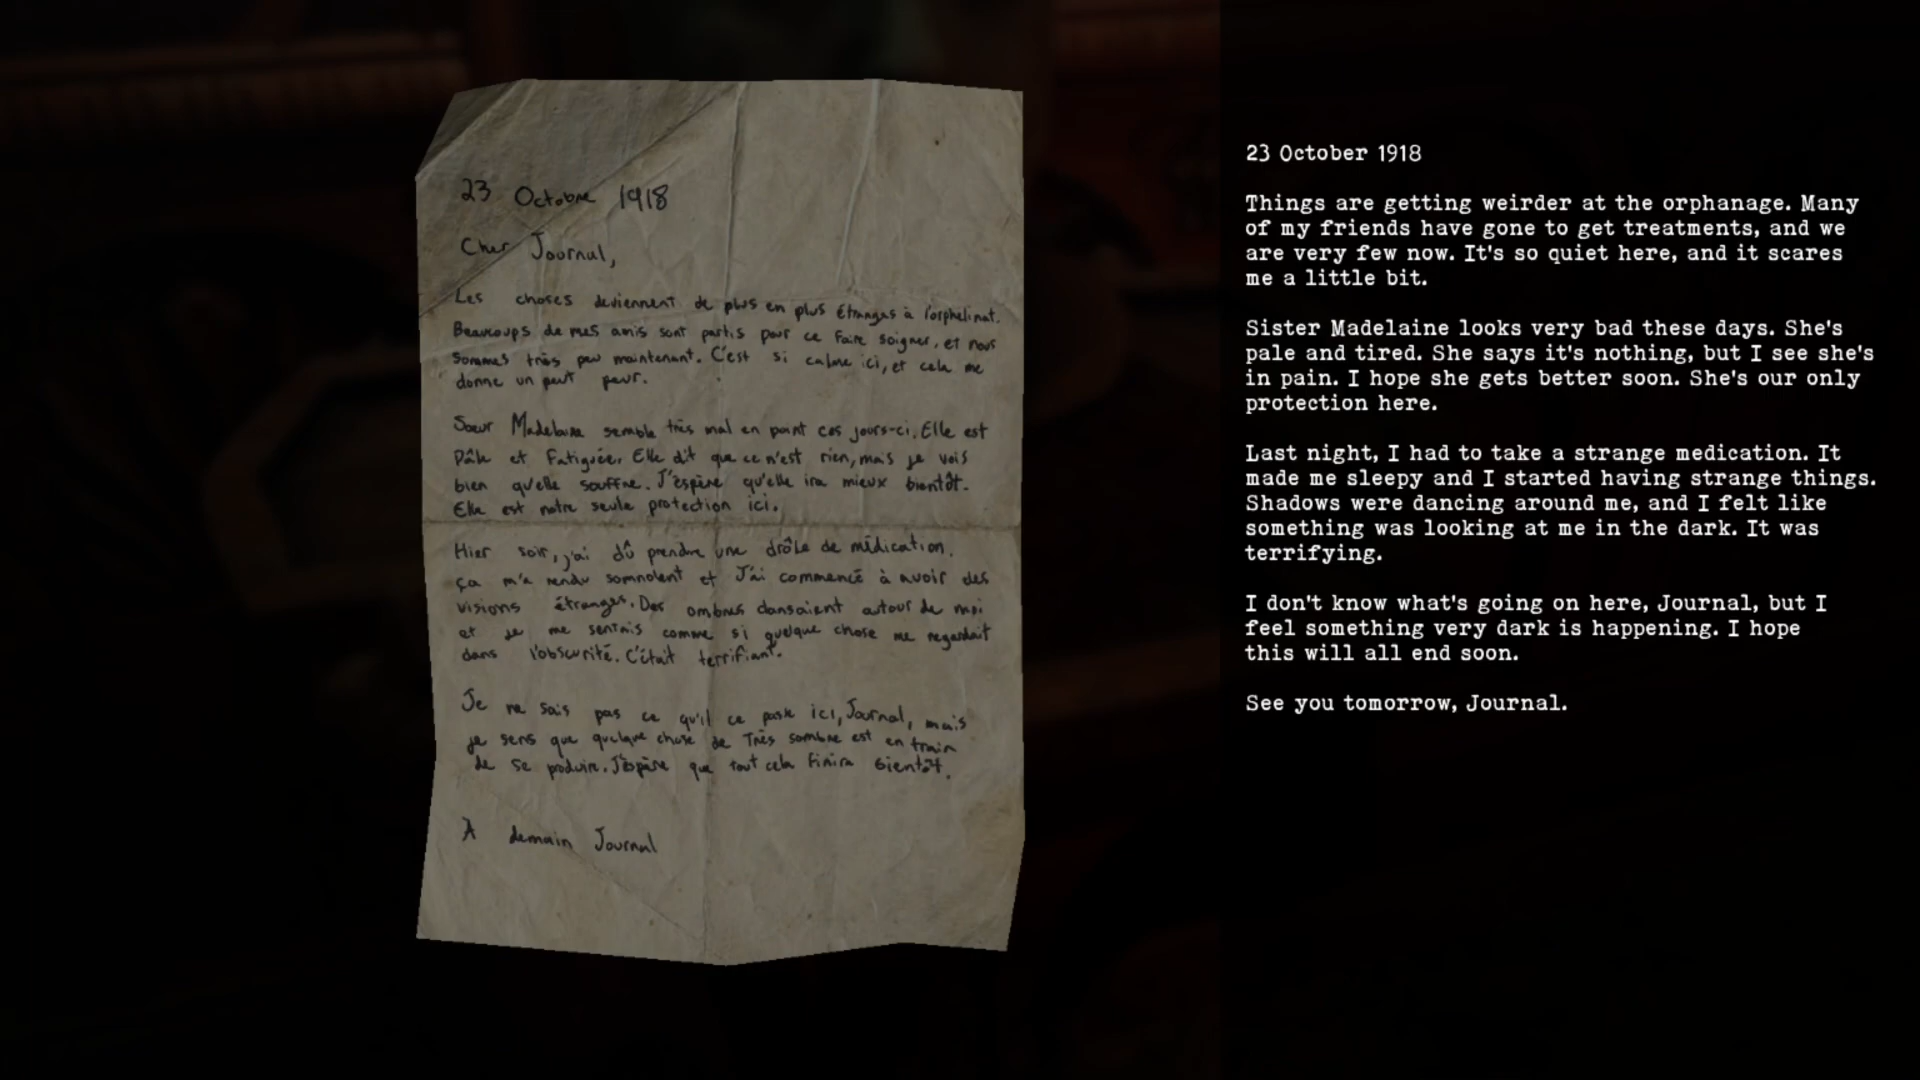 23 Octobre 1918
Cher Journal,
Les choses deviennent de plus en plus étranges à l'orphelinat.
Beaucoups de mes amis sont partis pour ce faire soigner, et nous
sommes très peu maintenant. C'est si calme ici, et cela me
donne un peut peur.
Soeur Madelaine semble très mal en point ces jours-ci. Elle est
Pâle et Fatiguée. Elle dit que ce n'est rien, mais je vois
bien qu'elle souffre. J'espère qu'elle ira mieux bientôt.
Elle est notre seule protection ici.
Hier soir, j'ai dû prendre une drôle de médication.
ça m'a rendu somnolent et J'ai commencé à avoir des
visions étranges. Des ombres dansaient autour de moi
et je me sentais comme si quelque chose me regardait
dans l'obscurité. C'était terrifiant.
Je ne sais pas ce qu'il ce passe ici, Journal, mais
je sens que quelque chose de Très sombre est en train
de se produire. J'éspère que tout cela finira bientôt.
À demain Journal
23 October 1918
Things are getting weirder at the orphanage. Many
of my friends have gone to get treatments, and we
are very few now. It's so quiet here, and it scares
me a little bit.
Sister Madelaine looks very bad these days. She's
pale and tired. She says it's nothing, but I see she's
in pain. I hope she gets better soon. She's our only
protection here.
Last night, I had to take a strange medication. It
made me sleepy and I started having strange things.
Shadows were dancing around me, and I felt like
something was looking at me in the dark. It was
terrifying.
I don't know what's going on here, Journal, but I
feel something very dark is happening. I hope
this will all end soon.
See you tomorrow, Journal.